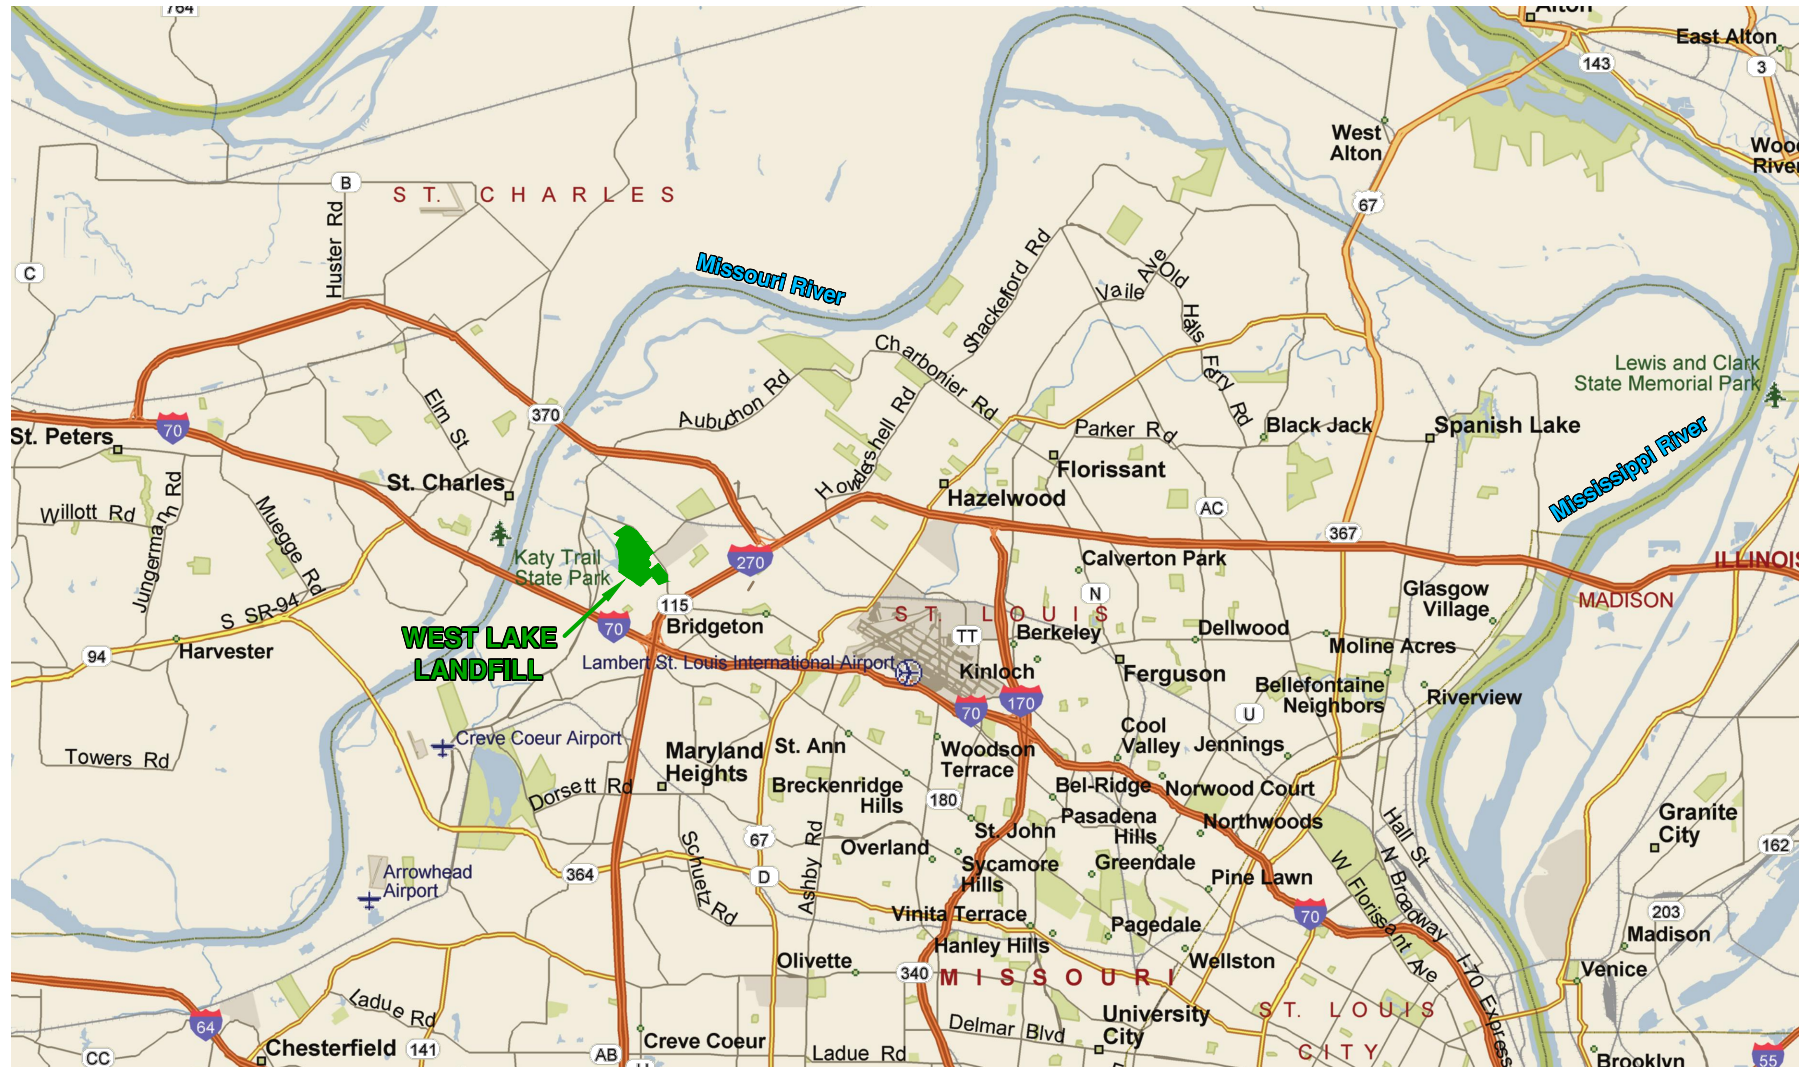 764
Alton
East Alton
143
3
West
Alton
Wood
River
B
ST. CHARLES
Huster Rd
C
67
Missouri River
Shackelford Rd
Vaile Ave
Old
Halls
Ferry
Rd
Charbonier Rd
Lewis and Clark
State Memorial Park
Aubuchon Rd
Howdershell Rd
Elm St
370
70
St. Peters
Parker Rd
Black Jack
Spanish Lake
Mississippi River
Florissant
St. Charles
Hazelwood
Willott Rd
Jungermann Rd
Muegge Rd
AC
367
Katy Trail
State Park
270
Calverton Park
ILLINOIS
MADISON
Glasgow
Village
N
115
ST. LOUIS
S SR-94
70
Bridgeton
TT
Berkeley
Dellwood
Moline Acres
WEST LAKE
LANDFILL
94
Harvester
Lambert St. Louis International Airport
Kinloch
Ferguson
Bellefontaine
Neighbors
Riverview
70
170
U
Creve Coeur Airport
Towers Rd
Maryland
Heights
St. Ann
Woodson
Terrace
Cool
Valley
Jennings
Dorsett Rd
Breckenridge
Hills
180
Bel-Ridge
Norwood Court
Pasadena
Hills
Northwoods
Hall St
Granite
City
162
67
Schuetz Rd
Ashby Rd
Overland
St. John
Sycamore
Hills
Greendale
Pine Lawn
W Florissant Ave
N Broadway
Arrowhead
Airport
364
D
Vinita Terrace
70
203
Madison
Pagedale
Hanley Hills
Wellston
Olivette
340
MISSOURI
I-70 Express
Venice
Ladue Rd
64
ST. LOUIS
CITY
University
City
Delmar Blvd
Chesterfield
141
CC
AB
Creve Coeur
Ladue Rd
Brooklyn
55